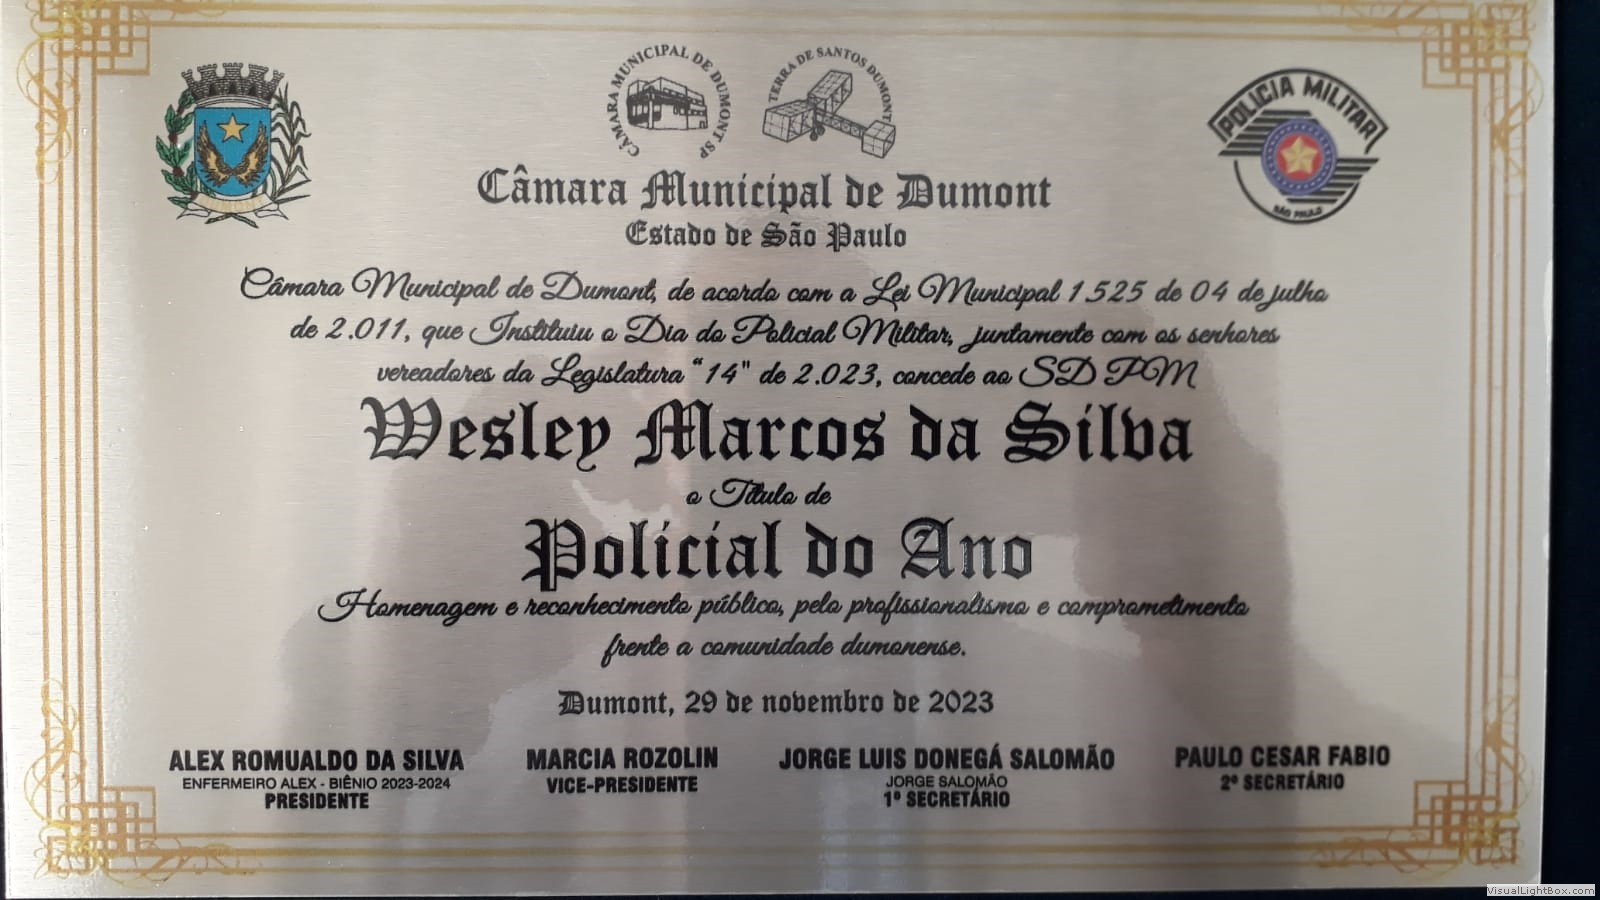 CÂMARA MUNICIPAL DE DUMONT SP
TERRA DE SANTOS DUMONT
POLICIA MILITAR
SÃO PAULO
DUMONT
Câmara Municipal de Dumont
Estado de São Paulo
Câmara Municipal de Dumont, de acordo com a Lei Municipal 1.525 de 04 de julho
de 2.011, que Instituiu o Dia do Policial Militar, juntamente com os senhores
vereadores da Legislatura “14" de 2.023, concede ao SD PM
Wesley Marcos da Silva
o Título de
Policial do Ano
Homenagem e reconhecimento público, pelo profissionalismo e comprometimento
frente a comunidade dumonense.
Dumont, 29 de novembro de 2023
ALEX ROMUALDO DA SILVA
ENFERMEIRO ALEX - BIÊNIO 2023-2024
PRESIDENTE
MARCIA ROZOLIN
VICE-PRESIDENTE
JORGE LUIS DONEGÁ SALOMÃO
JORGE SALOMÃO
1º SECRETÁRIO
PAULO CESAR FABIO
2º SECRETÁRIO
VisualLightBox.com